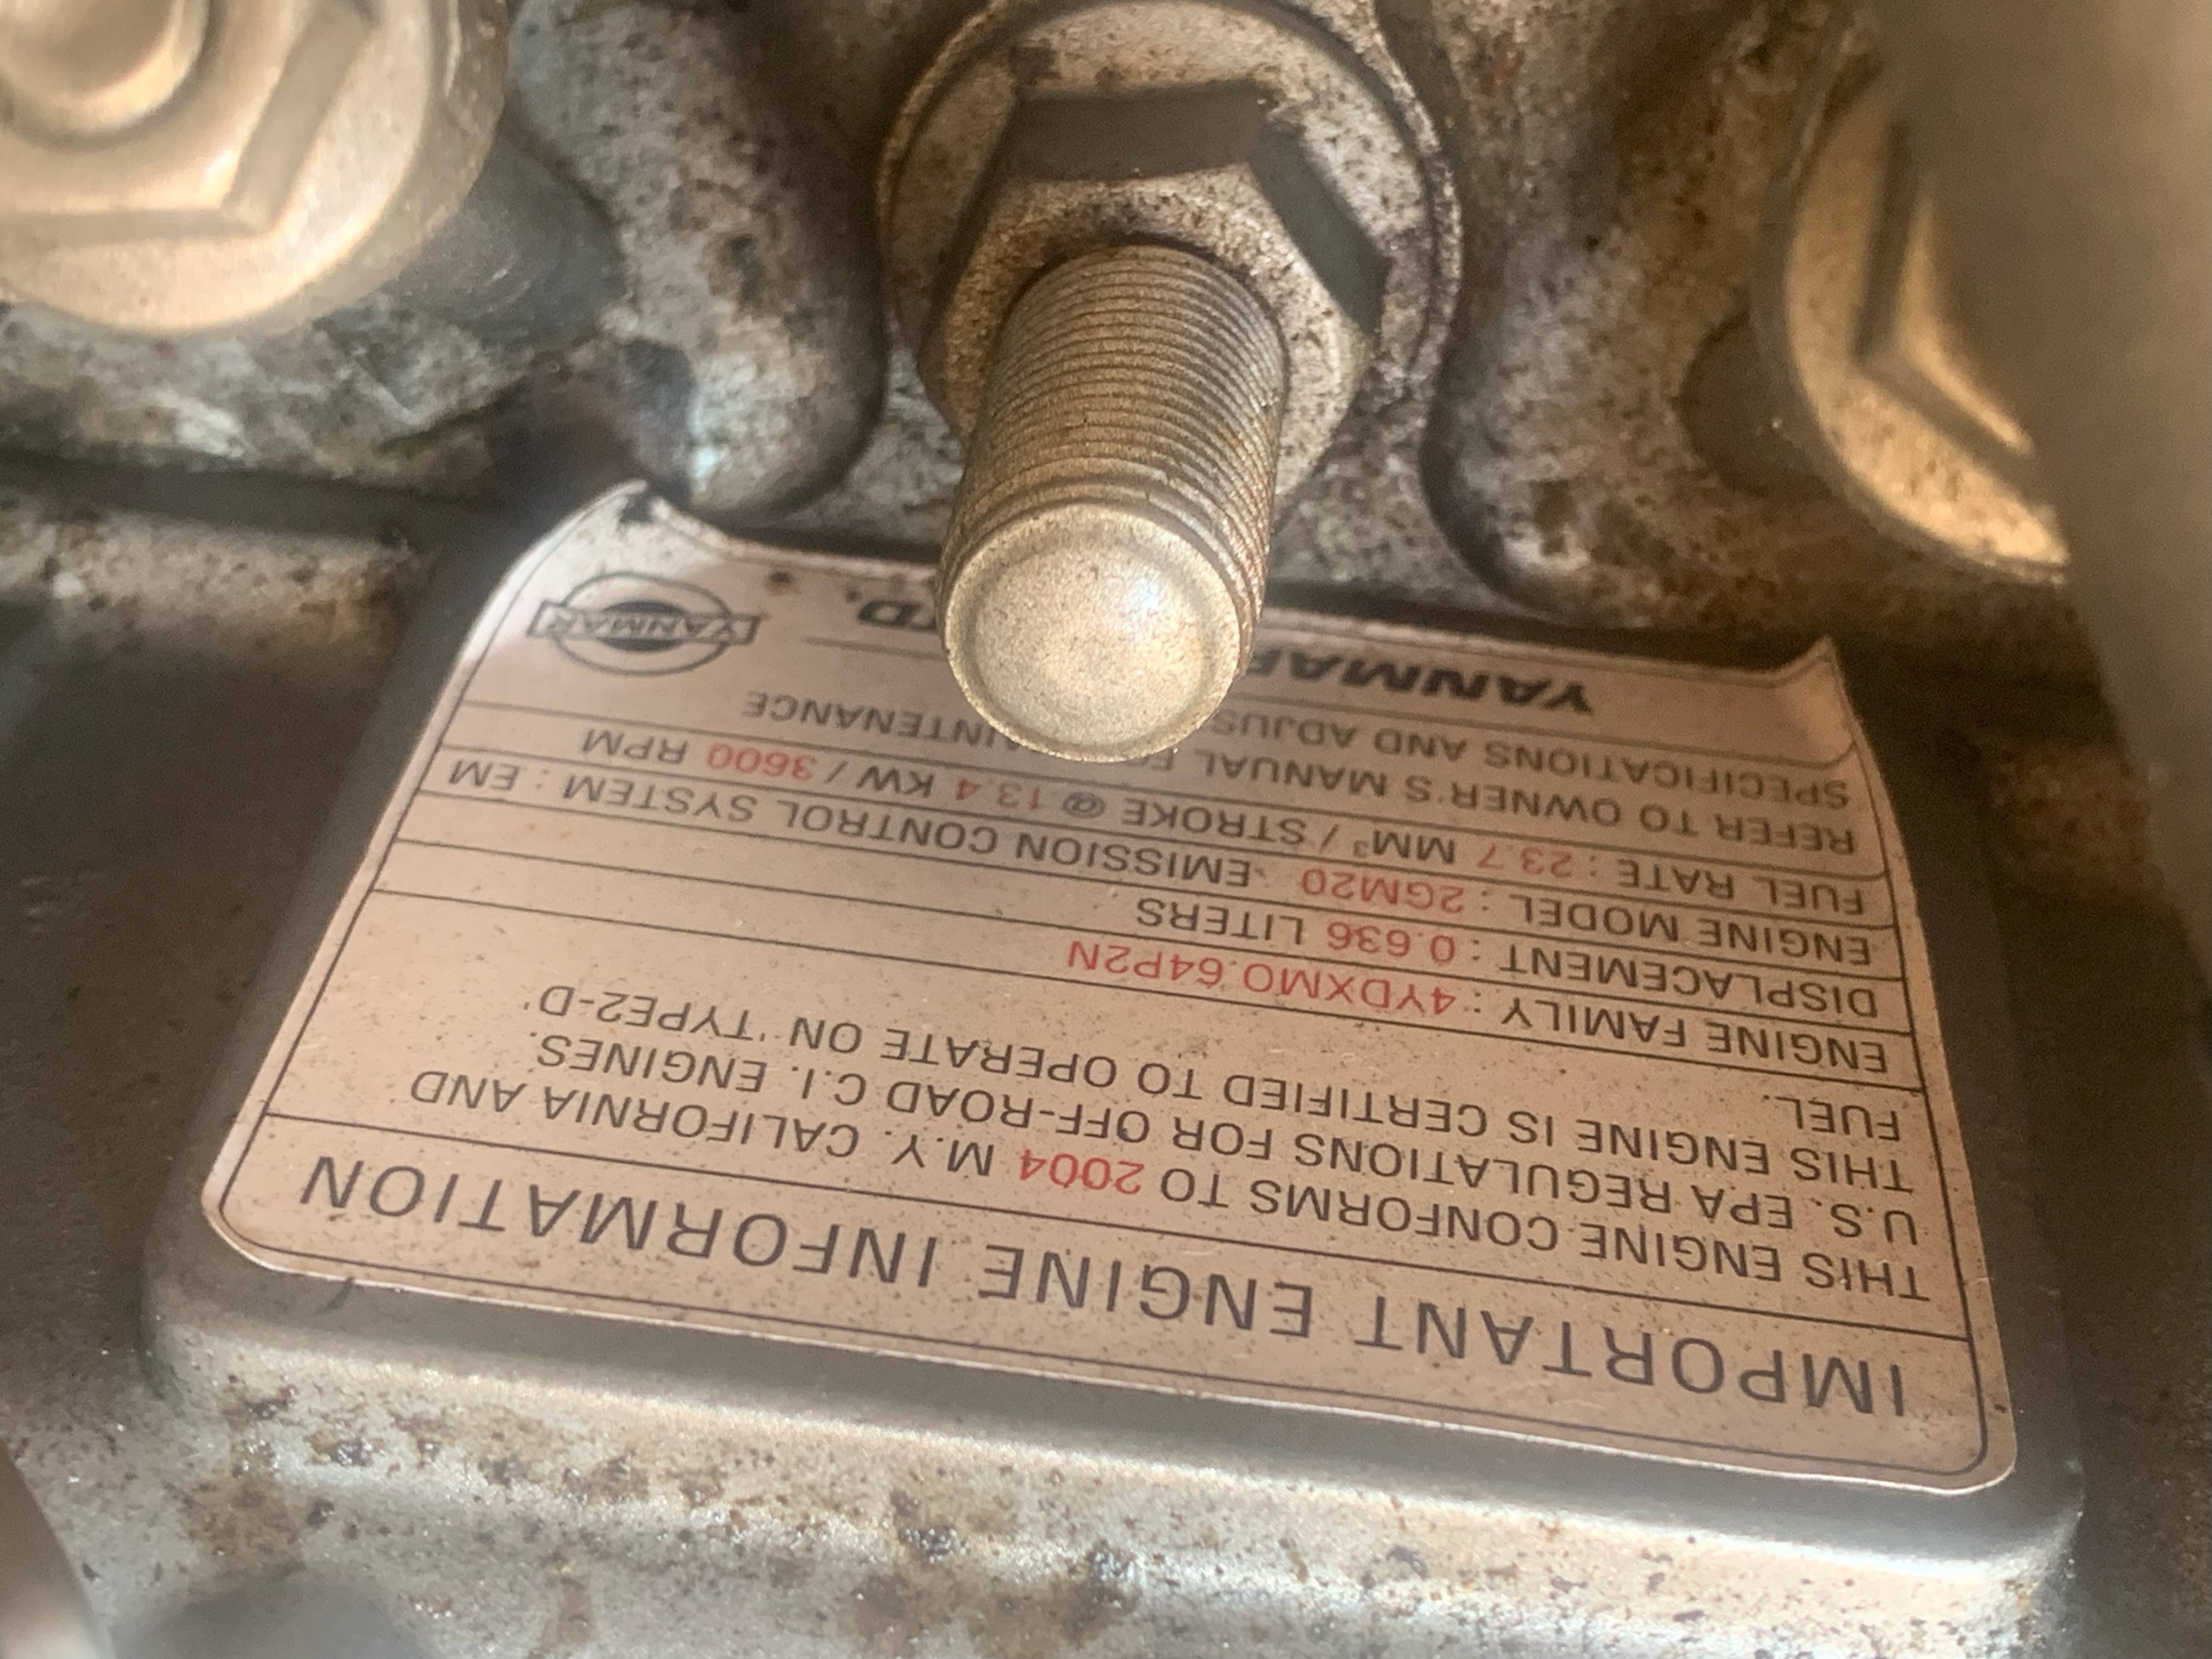 IMPORTANT ENGINE INFORMATION
THIS ENGINE CONFORMS TO 2004 M.Y. CALIFORNIA AND
U.S. EPA REGULATIONS FOR OFF-ROAD C.I. ENGINES.
THIS ENGINE IS CERTIFIED TO OPERATE ON 'TYPE2-D'
FUEL.
ENGINE FAMILY : 4YDXM0.64P2N
DISPLACEMENT : 0.636 LITERS
ENGINE MODEL : 2GM20 EMISSION CONTROL SYSTEM : EM
FUEL RATE : 23.7 MM³ / STROKE @ 13.4 KW / 3600 RPM
REFER TO OWNER'S MANUAL
SPECIFICATIONS AND
YANMAR